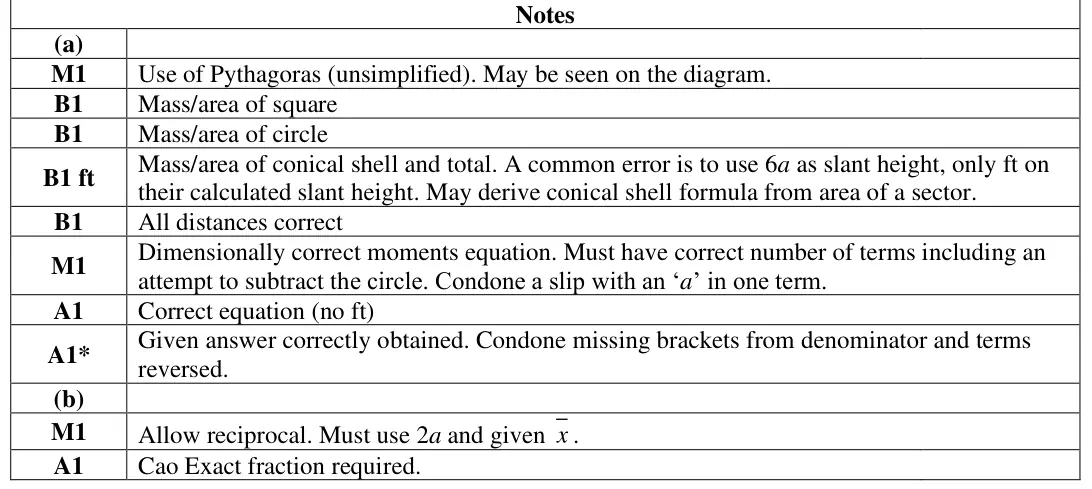 Notes
(a)
M1 Use of Pythagoras (unsimplified). May be seen on the diagram.
B1 Mass/area of square
B1 Mass/area of circle
B1 ft Mass/area of conical shell and total. A common error is to use 6a as slant height, only ft on
their calculated slant height. May derive conical shell formula from area of a sector.
B1 All distances correct
M1 Dimensionally correct moments equation. Must have correct number of terms including an
attempt to subtract the circle. Condone a slip with an ‘a’ in one term.
A1 Correct equation (no ft)
A1* Given answer correctly obtained. Condone missing brackets from denominator and terms
reversed.
(b)
M1 Allow reciprocal. Must use 2a and given x̄ .
A1 Cao Exact fraction required.